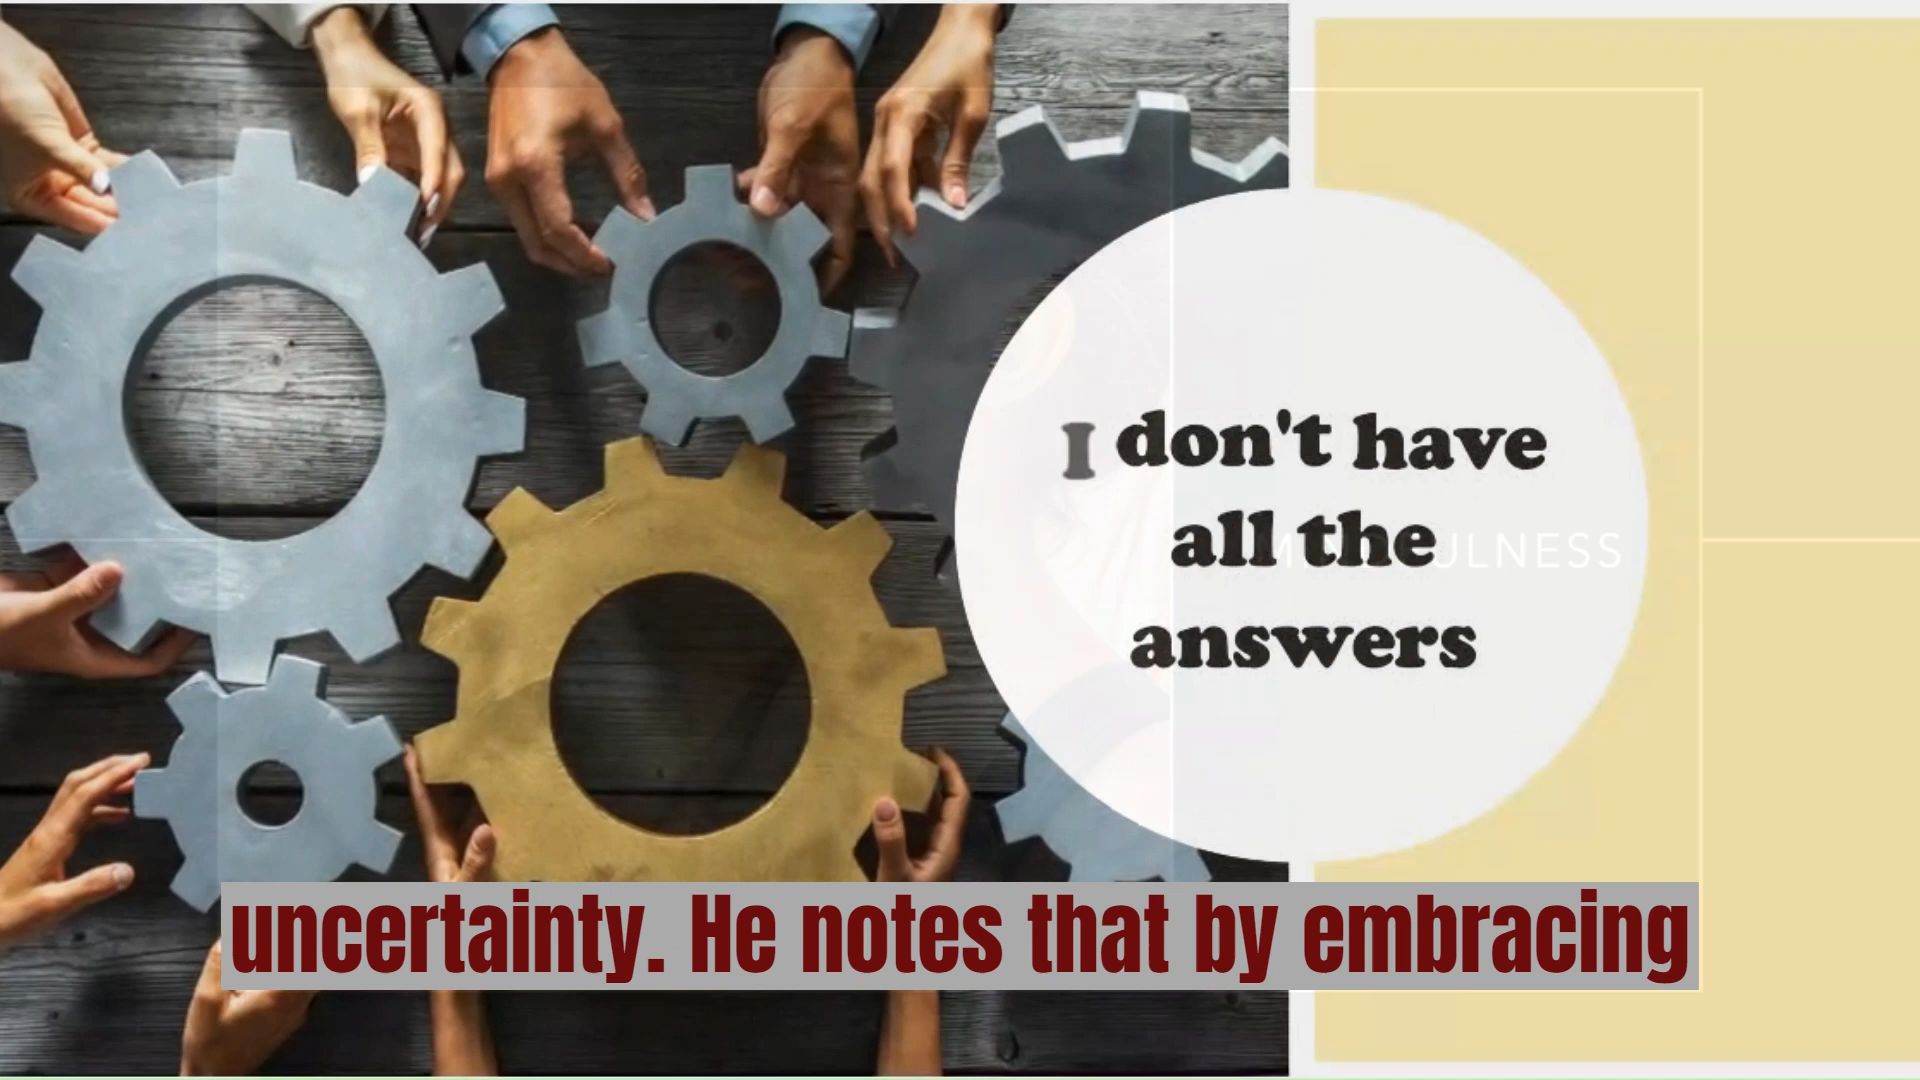 I don't have
all the
answers
uncertainty. He notes that by embracing